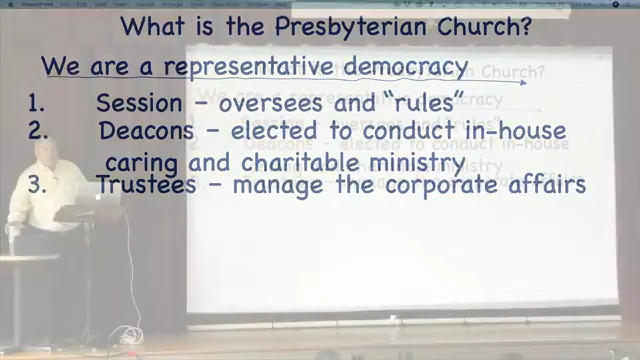 What is the Presbyterian Church?
We are a representative democracy
1. Session – oversees and "rules"
2. Deacons – elected to conduct in-house
caring and charitable ministry
3. Trustees – manage the corporate affairs